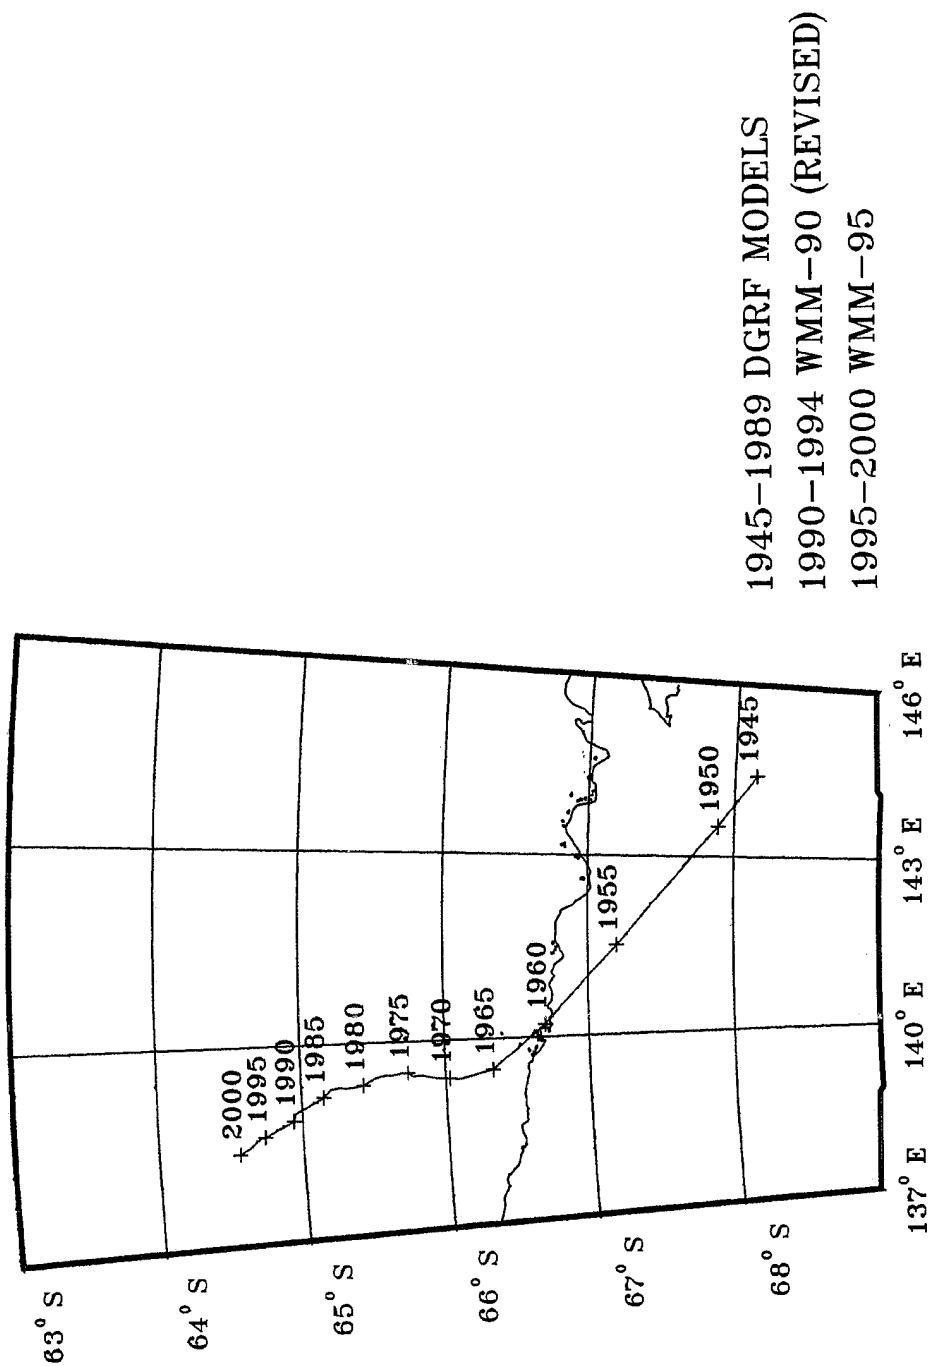 63° S
64° S
65° S
66° S
67° S
68° S
137° E
140° E
143° E
146° E
2000
1995
1990
1985
1980
1975
1970
1965
1960
1955
1950
1945
1945–1989 DGRF MODELS
1990–1994 WMM–90 (REVISED)
1995–2000 WMM–95